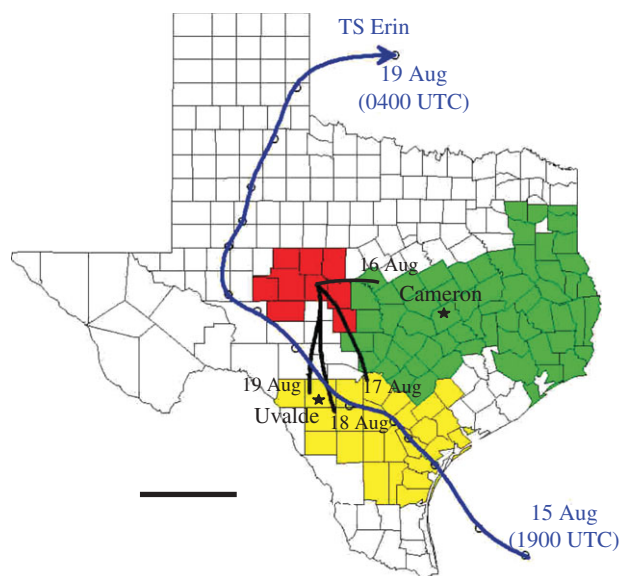 TS Erin
19 Aug
(0400 UTC)
16 Aug
Cameron
19 Aug
17 Aug
Uvalde
18 Aug
15 Aug
(1900 UTC)